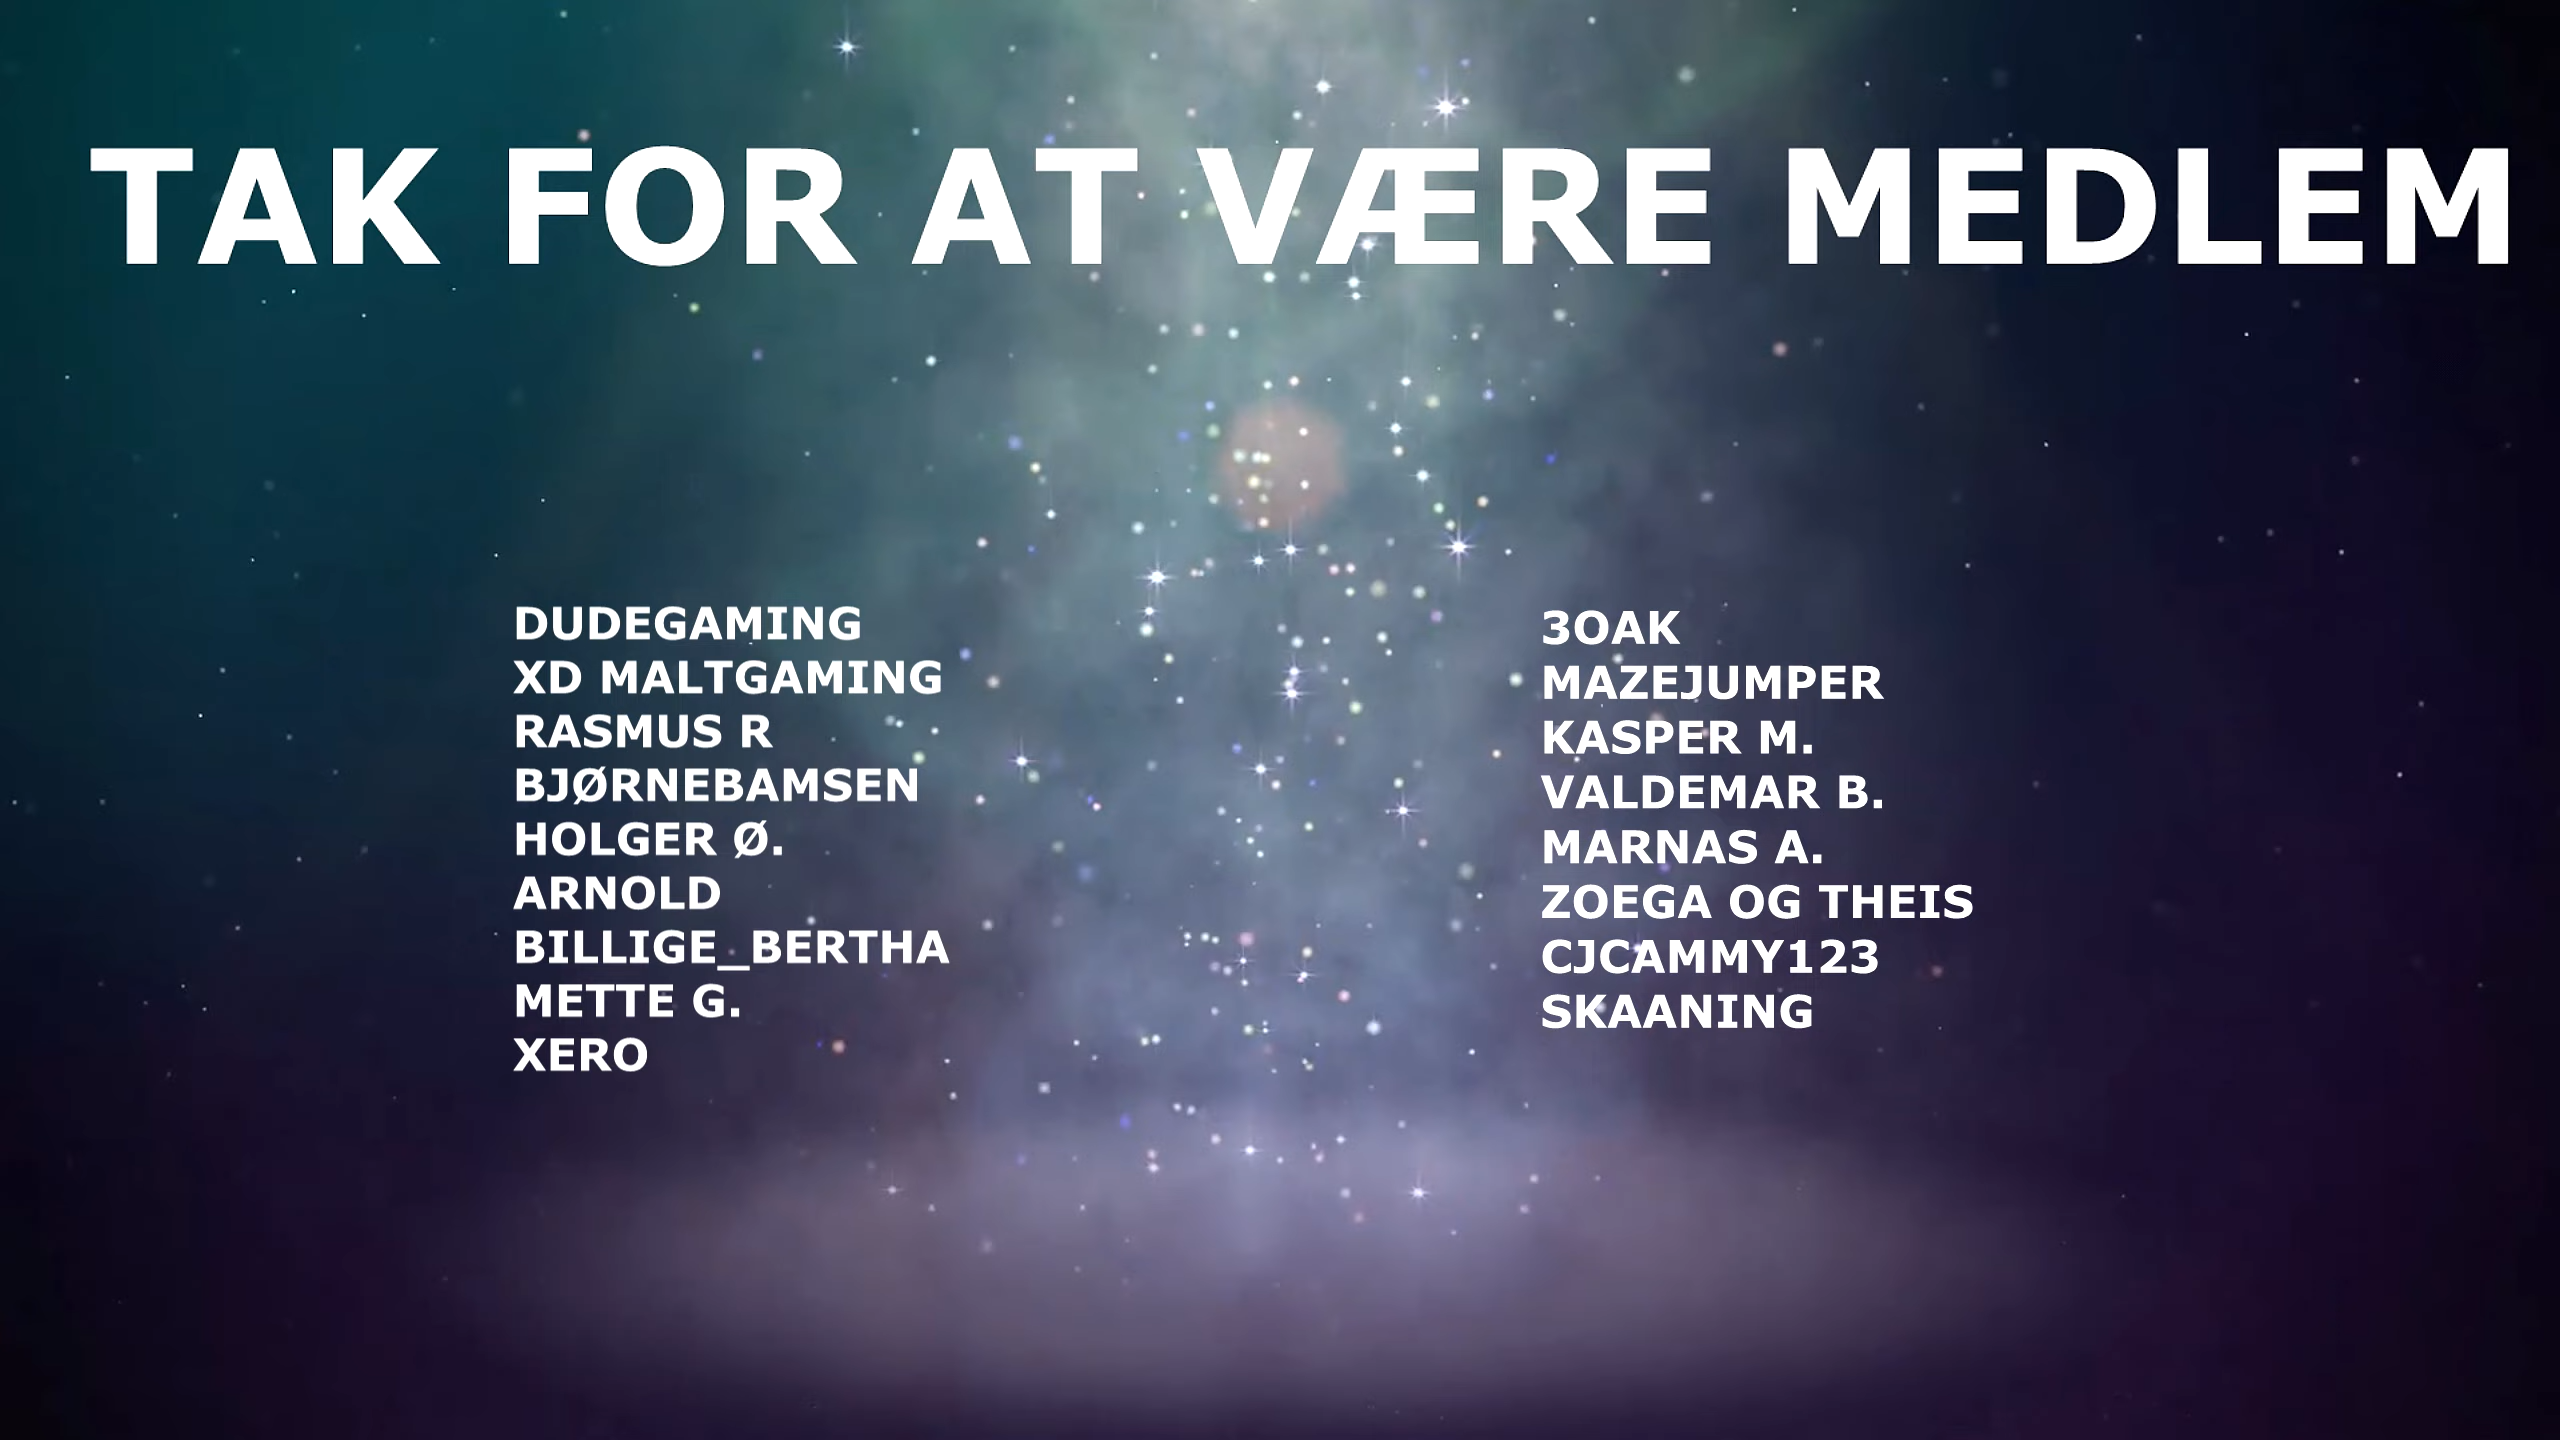 TAK FOR AT VÆRE MEDLEM
DUDEGAMING
XD MALTGAMING
RASMUS R
BJØRNEBAMSEN
HOLGER Ø.
ARNOLD
BILLIGE_BERTHA
METTE G.
XERO
3OAK
MAZEJUMPER
KASPER M.
VALDEMAR B.
MARNAS A.
ZOEGA OG THEIS
CJCAMMY123
SKAANING